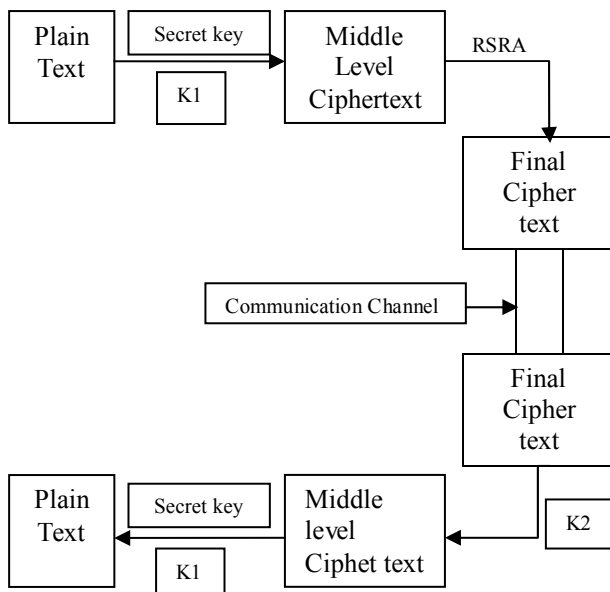 Plain
Text
Secret key
K1
Middle
Level
Ciphertext
RSRA
Final
Cipher
text
Communication Channel
Final
Cipher
text
Plain
Text
Secret key
K1
Middle
level
Ciphet text
K2